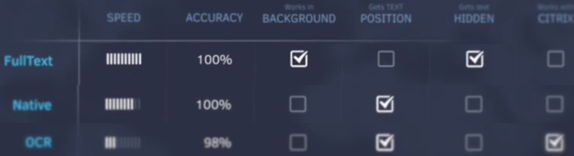 Works in Gets TEXT Gets text Works with
SPEED ACCURACY BACKGROUND POSITION HIDDEN CITRIX
FullText 100%
Native 100%
OCR 98%